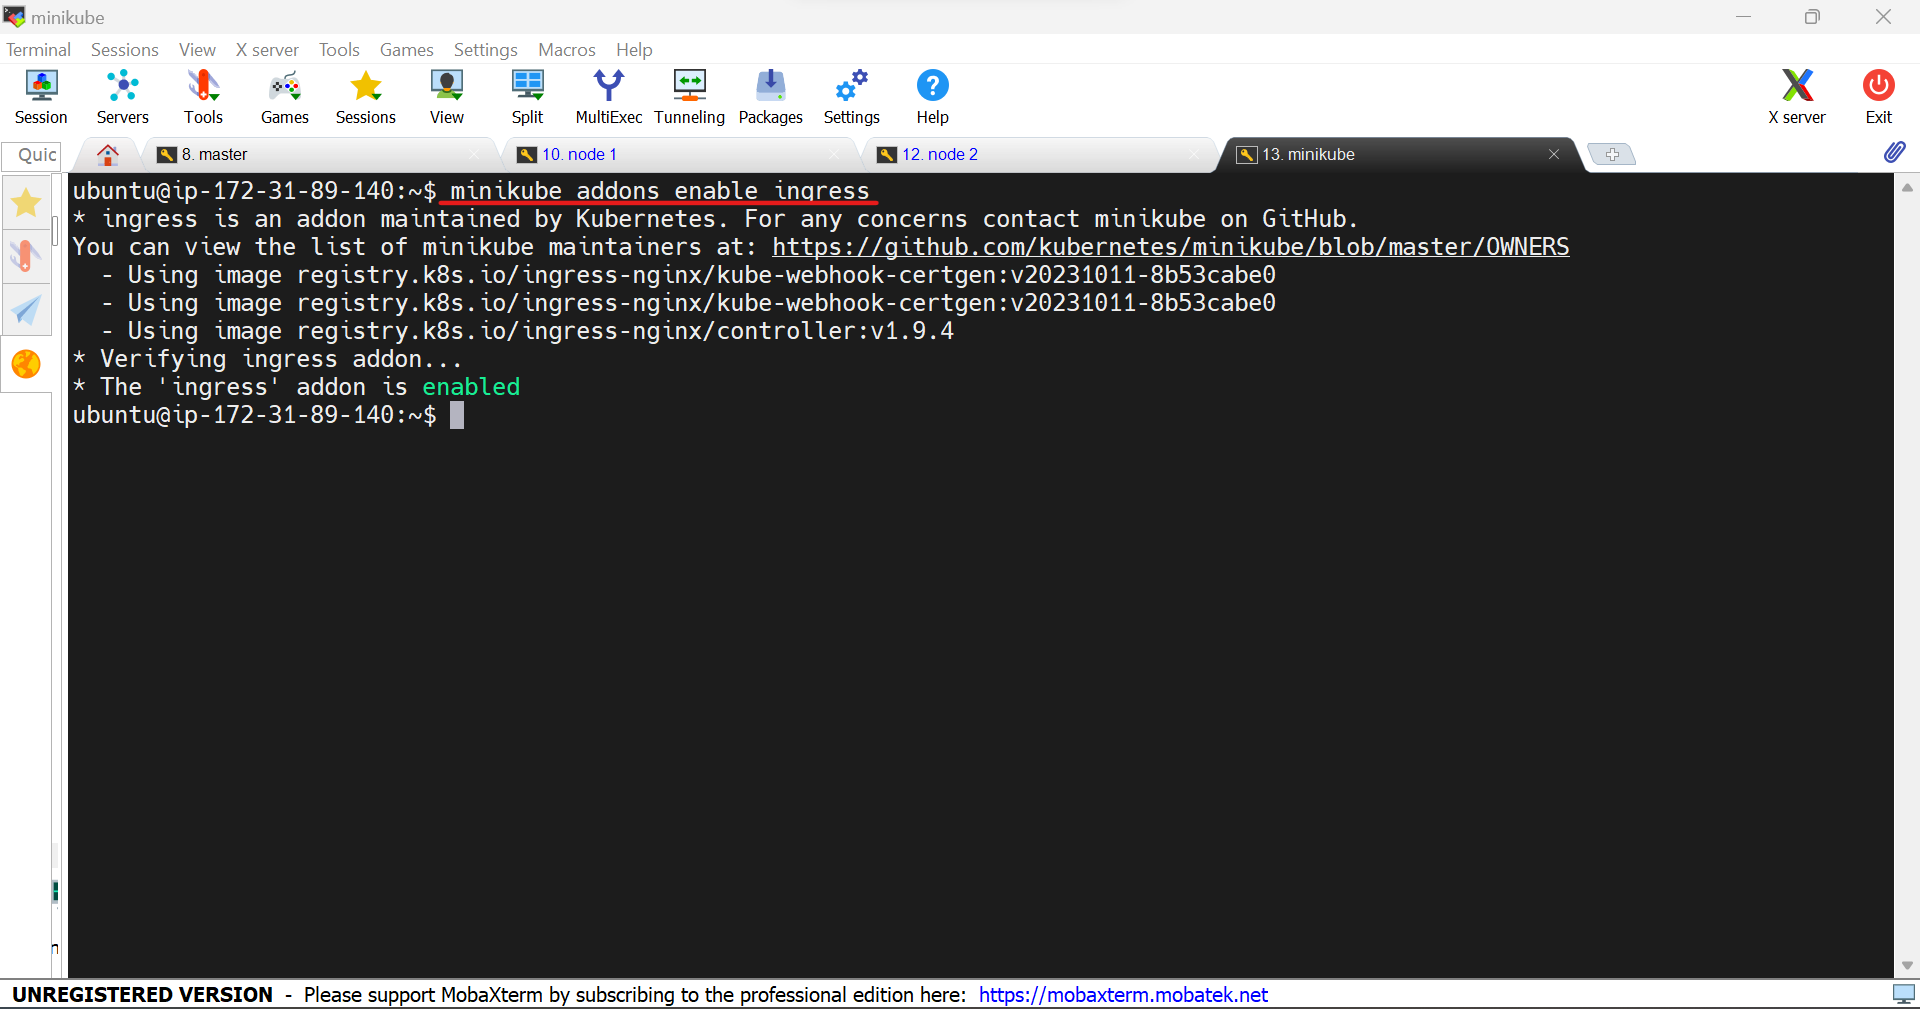 minikube
Terminal Sessions View X server Tools Games Settings Macros Help
Session Servers Tools Games Sessions View Split MultiExec Tunneling Packages Settings Help X server Exit
Quic 8. master 10. node 1 12. node 2 13. minikube
ubuntu@ip-172-31-89-140:~$ minikube addons enable ingress
* ingress is an addon maintained by Kubernetes. For any concerns contact minikube on GitHub.
You can view the list of minikube maintainers at: https://github.com/kubernetes/minikube/blob/master/OWNERS
  - Using image registry.k8s.io/ingress-nginx/kube-webhook-certgen:v20231011-8b53cabe0
  - Using image registry.k8s.io/ingress-nginx/kube-webhook-certgen:v20231011-8b53cabe0
  - Using image registry.k8s.io/ingress-nginx/controller:v1.9.4
* Verifying ingress addon...
* The 'ingress' addon is enabled
ubuntu@ip-172-31-89-140:~$
UNREGISTERED VERSION - Please support MobaXterm by subscribing to the professional edition here: https://mobaxterm.mobatek.net